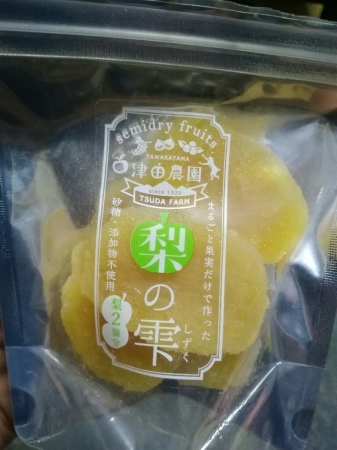 semidry fruits
TAWARAYAMA
津田農園
since 1925
TSUDA FARM
まるごと果実だけで作った
梨の雫
しずく
砂糖・添加物不使用
梨2個分